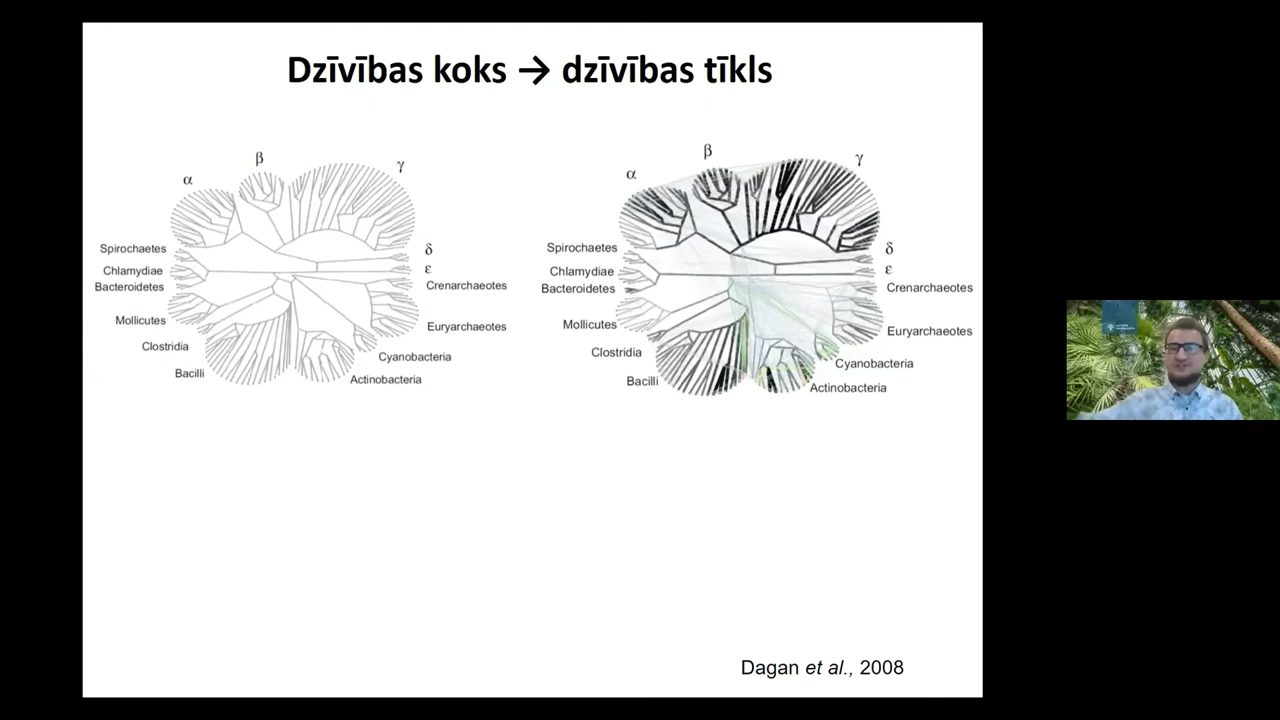 Dzīvības koks → dzīvības tīkls
α
β
γ
Spirochaetes
δ
Chlamydiae
ε
Bacteroidetes
Crenarchaeotes
Mollicutes
Euryarchaeotes
Clostridia
Cyanobacteria
Bacilli
Actinobacteria
α
β
γ
Spirochaetes
δ
Chlamydiae
ε
Bacteroidetes
Crenarchaeotes
Mollicutes
Euryarchaeotes
Clostridia
Cyanobacteria
Bacilli
Actinobacteria
Dagan et al., 2008